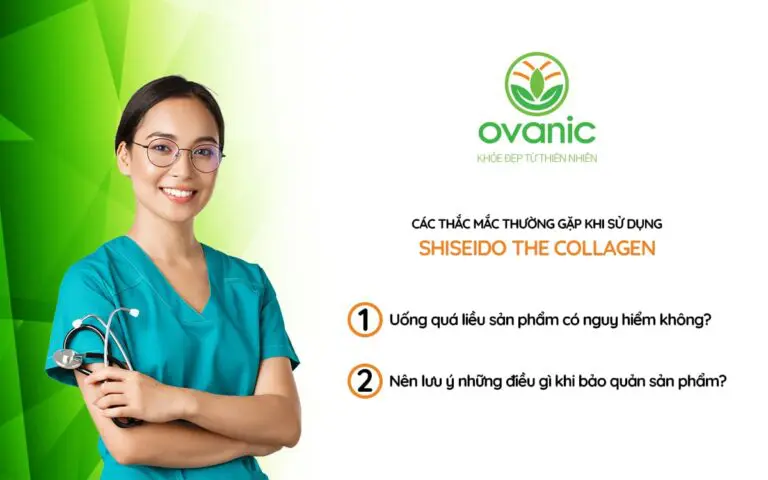 ovanic
KHỎE ĐẸP TỪ THIÊN NHIÊN
CÁC THẮC MẮC THƯỜNG GẶP KHI SỬ DỤNG
SHISEIDO THE COLLAGEN
1 Uống quá liều sản phẩm có nguy hiểm không?
2 Nên lưu ý những điều gì khi bảo quản sản phẩm?